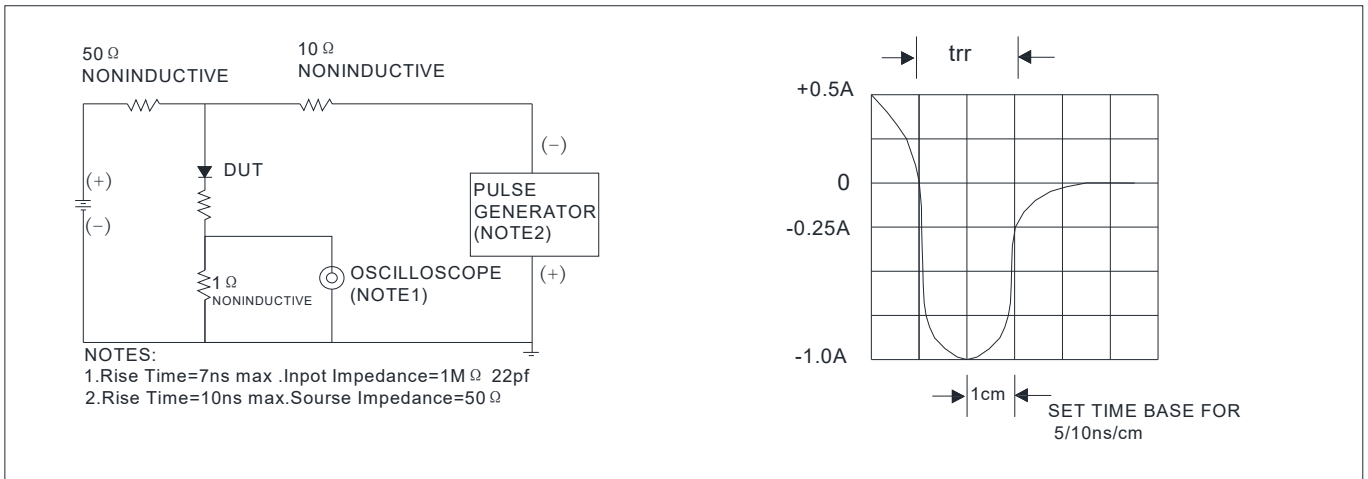 50 Ω
NONINDUCTIVE
10 Ω
NONINDUCTIVE
DUT
(+)
(−)
1 Ω
NONINDUCTIVE
OSCILLOSCOPE
(NOTE1)
(−)
PULSE
GENERATOR
(NOTE2)
(+)
NOTES:
1.Rise Time=7ns max .Inpot Impedance=1M Ω 22pf
2.Rise Time=10ns max.Sourse Impedance=50 Ω
trr
+0.5A
0
-0.25A
-1.0A
1cm
SET TIME BASE FOR
5/10ns/cm